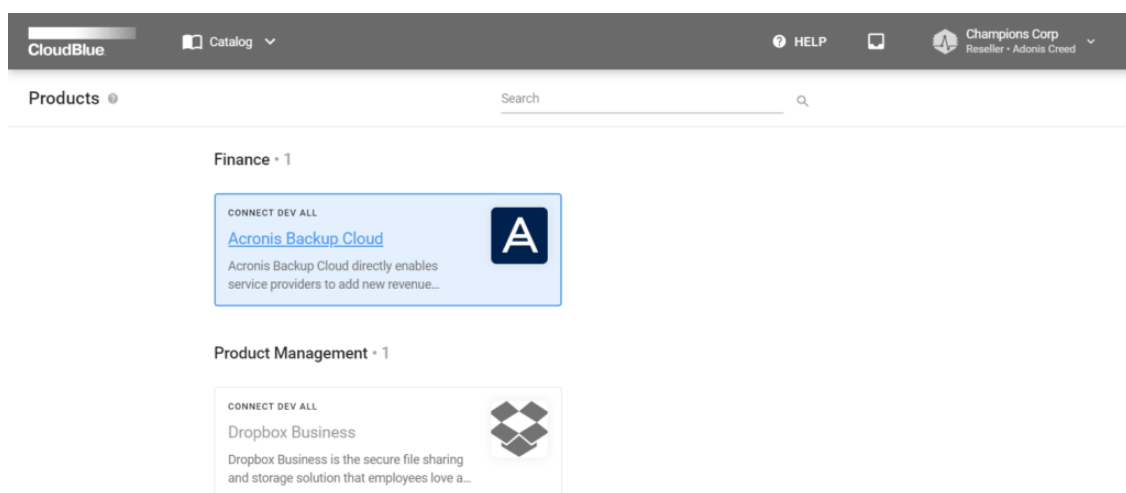 CloudBlue
Catalog
HELP
Champions Corp
Reseller • Adonis Creed
Products
Search
Finance • 1
CONNECT DEV ALL
Acronis Backup Cloud
Acronis Backup Cloud directly enables
service providers to add new revenue...
Product Management • 1
CONNECT DEV ALL
Dropbox Business
Dropbox Business is the secure file sharing
and storage solution that employees love a...